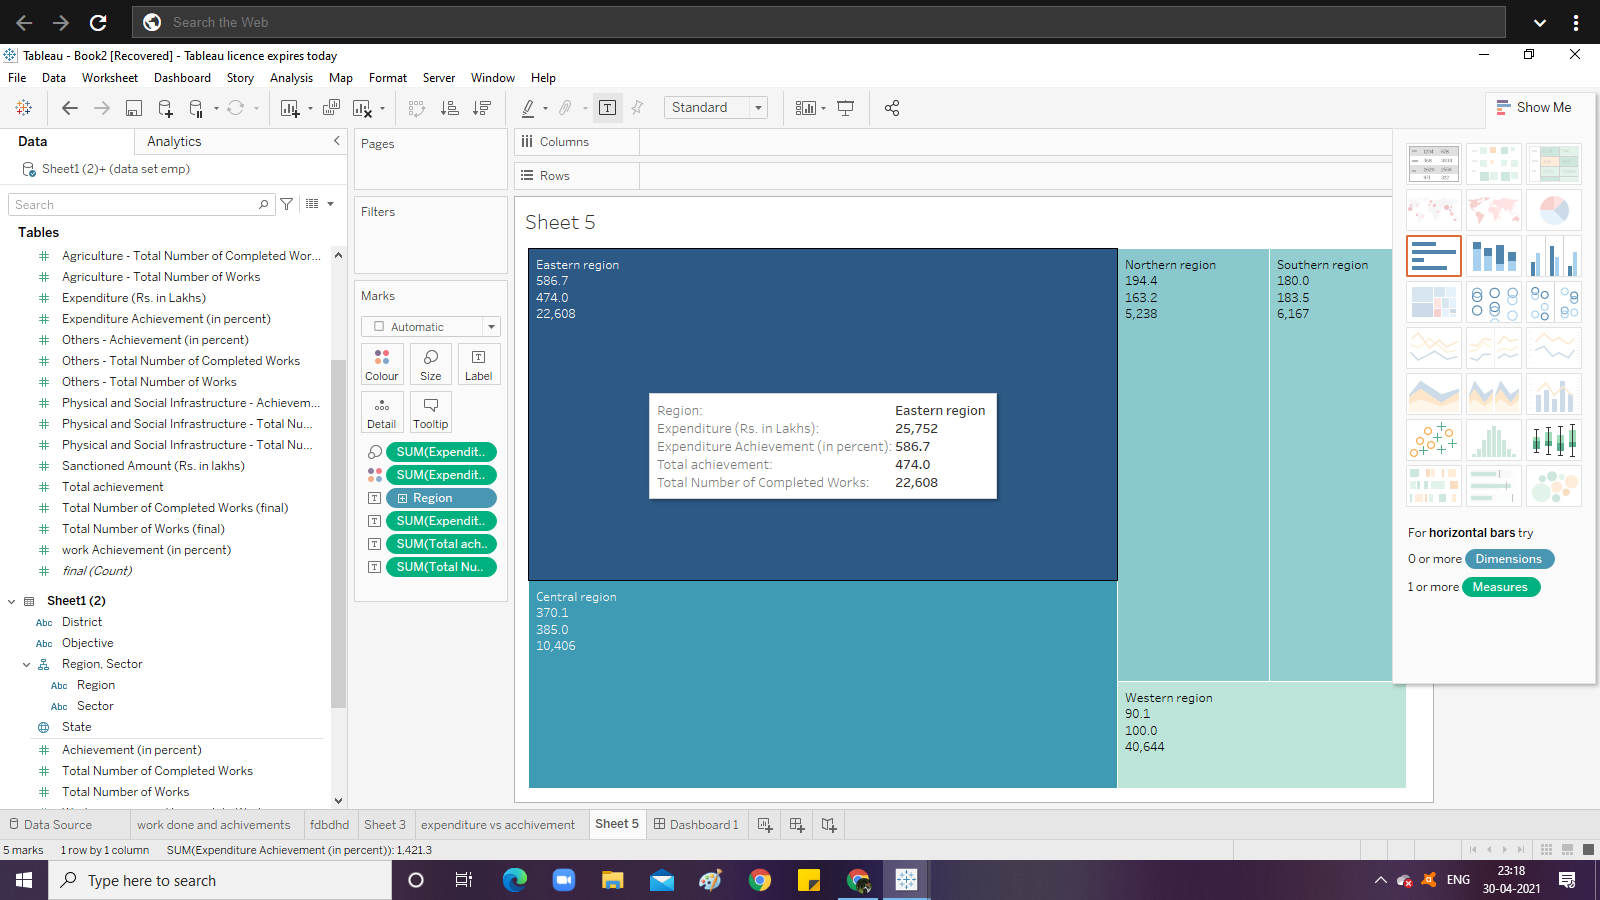 Search the Web
Tableau - Book2 [Recovered] - Tableau licence expires today
File Data Worksheet Dashboard Story Analysis Map Format Server Window Help
Standard
Show Me
Data Analytics
Sheet1 (2)+ (data set emp)
Search
Tables
Agriculture - Total Number of Completed Wor...
Agriculture - Total Number of Works
Expenditure (Rs. in Lakhs)
Expenditure Achievement (in percent)
Others - Achievement (in percent)
Others - Total Number of Completed Works
Others - Total Number of Works
Physical and Social Infrastructure - Achievem...
Physical and Social Infrastructure - Total Nu...
Physical and Social Infrastructure - Total Nu...
Sanctioned Amount (Rs. in lakhs)
Total achievement
Total Number of Completed Works (final)
Total Number of Works (final)
work Achievement (in percent)
final (Count)
Sheet1 (2)
Abc District
Abc Objective
Region, Sector
Abc Region
Abc Sector
State
Achievement (in percent)
Total Number of Completed Works
Total Number of Works
Pages
Filters
Marks
Automatic
Colour Size Label
Detail Tooltip
SUM(Expendit..
SUM(Expendit..
Region
SUM(Expendit..
SUM(Total ach..
SUM(Total Nu..
Columns
Rows
Sheet 5
Eastern region
586.7
474.0
22,608
Northern region
194.4
163.2
5,238
Southern region
180.0
183.5
6,167
Region: Eastern region
Expenditure (Rs. in Lakhs): 25,752
Expenditure Achievement (in percent): 586.7
Total achievement: 474.0
Total Number of Completed Works: 22,608
Central region
370.1
385.0
10,406
Western region
90.1
100.0
40,644
For horizontal bars try
0 or more Dimensions
1 or more Measures
Data Source work done and achivements fdbdhd Sheet 3 expenditure vs acchivement Sheet 5 Dashboard 1
5 marks 1 row by 1 column SUM(Expenditure Achievement (in percent)): 1,421.3
Type here to search
ENG
23:18
30-04-2021